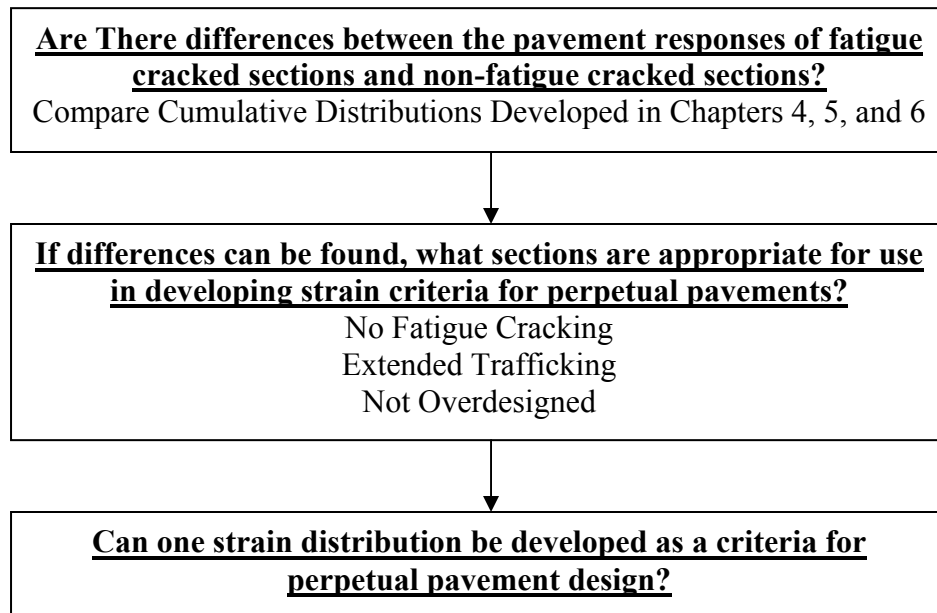 Are There differences between the pavement responses of fatigue
cracked sections and non-fatigue cracked sections?
Compare Cumulative Distributions Developed in Chapters 4, 5, and 6
If differences can be found, what sections are appropriate for use
in developing strain criteria for perpetual pavements?
No Fatigue Cracking
Extended Trafficking
Not Overdesigned
Can one strain distribution be developed as a criteria for
perpetual pavement design?